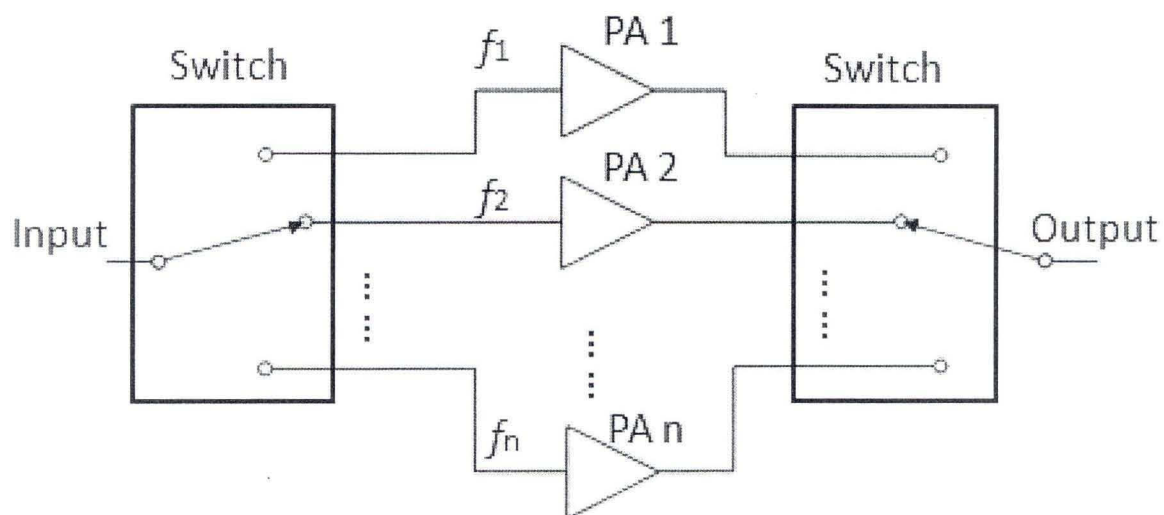 Switch
f1
PA 1
Switch
f2
PA 2
Input
Output
fn
PA n